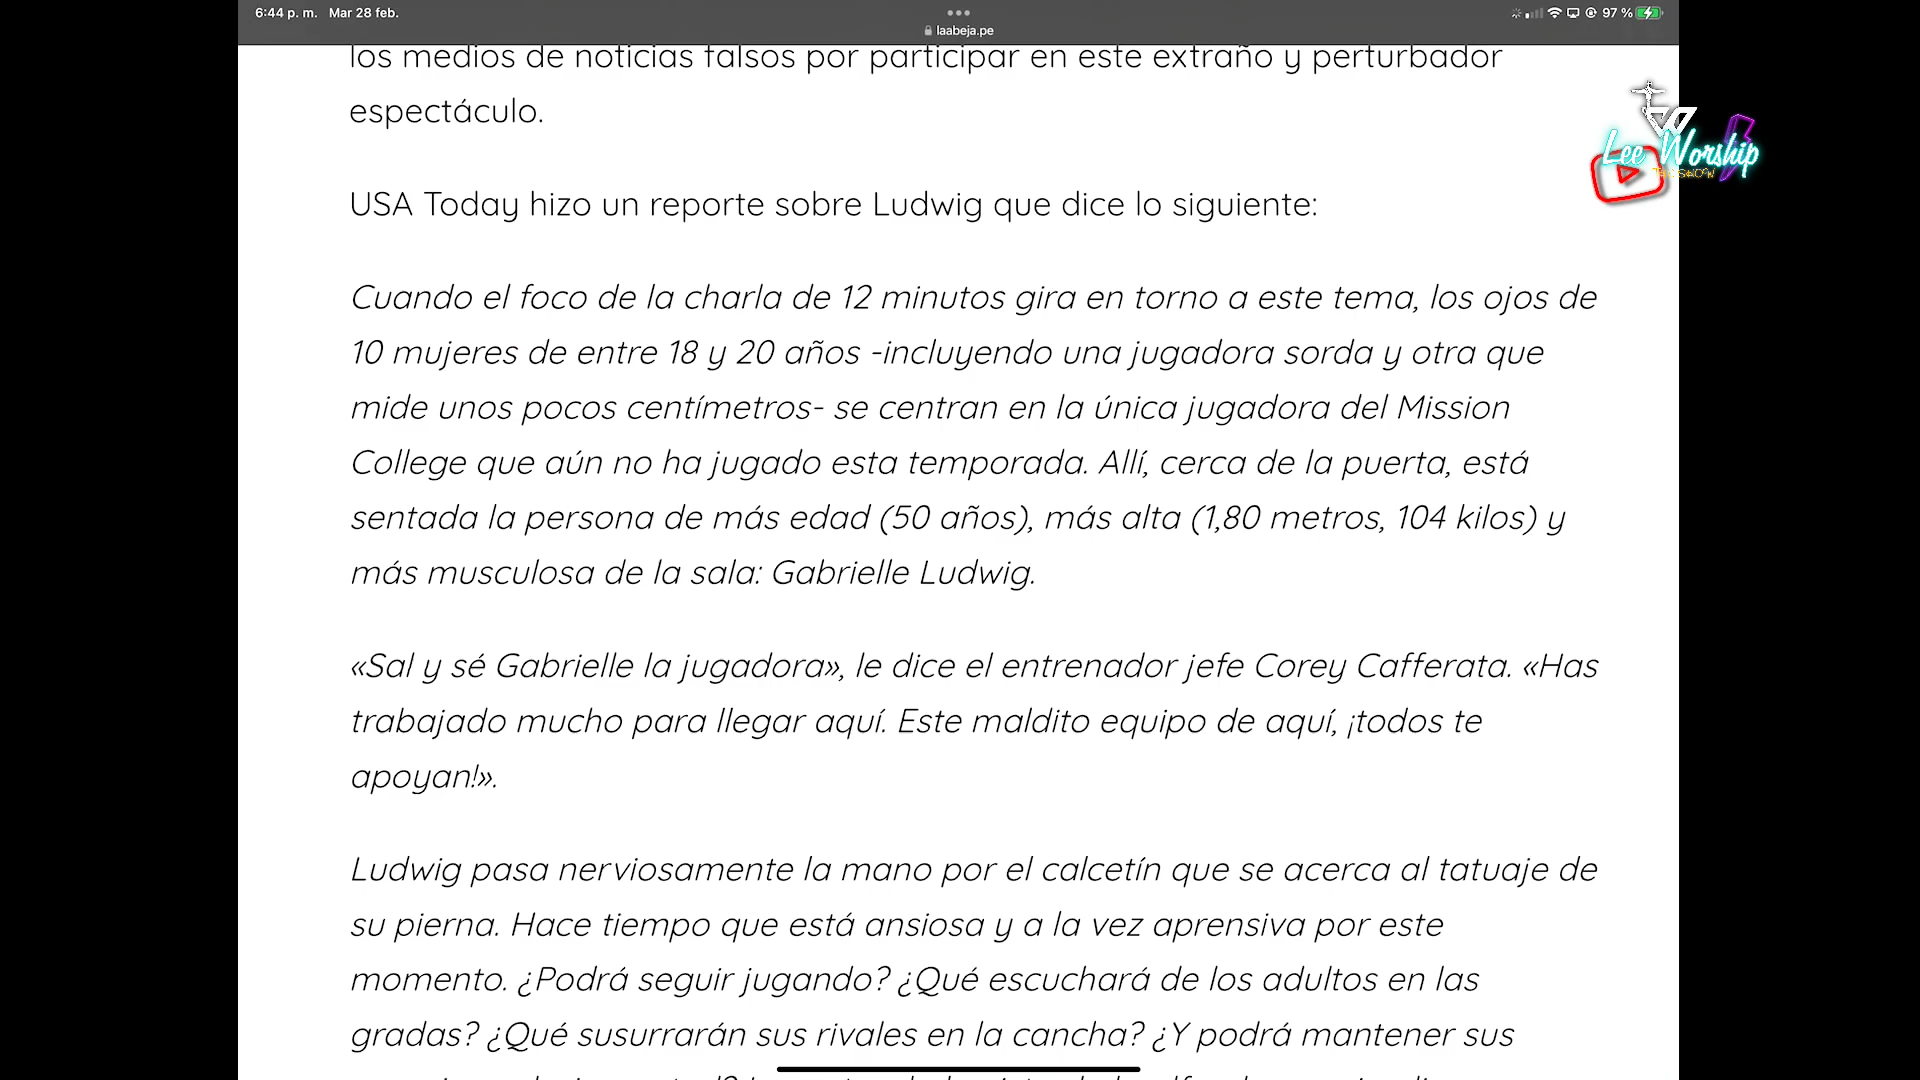 6:44 p. m. Mar 28 feb.
97 %
laabeja.pe
los medios de noticias falsos por participar en este extraño y perturbador
espectáculo.
Lee Worship
USA Today hizo un reporte sobre Ludwig que dice lo siguiente:
Cuando el foco de la charla de 12 minutos gira en torno a este tema, los ojos de
10 mujeres de entre 18 y 20 años -incluyendo una jugadora sorda y otra que
mide unos pocos centímetros- se centran en la única jugadora del Mission
College que aún no ha jugado esta temporada. Allí, cerca de la puerta, está
sentada la persona de más edad (50 años), más alta (1,80 metros, 104 kilos) y
más musculosa de la sala: Gabrielle Ludwig.
«Sal y sé Gabrielle la jugadora», le dice el entrenador jefe Corey Cafferata. «Has
trabajado mucho para llegar aquí. Este maldito equipo de aquí, ¡todos te
apoyan!».
Ludwig pasa nerviosamente la mano por el calcetín que se acerca al tatuaje de
su pierna. Hace tiempo que está ansiosa y a la vez aprensiva por este
momento. ¿Podrá seguir jugando? ¿Qué escuchará de los adultos en las
gradas? ¿Qué susurrarán sus rivales en la cancha? ¿Y podrá mantener sus